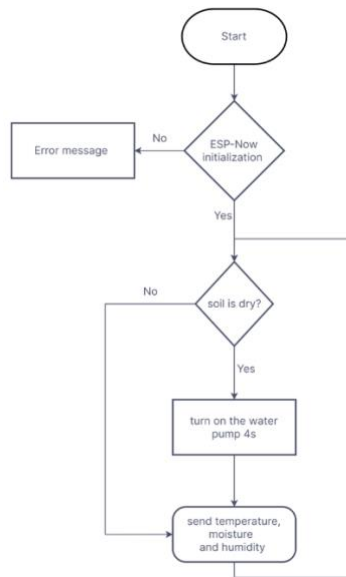 Start
ESP-Now
initialization
No
Error message
Yes
soil is dry?
No
Yes
turn on the water
pump 4s
send temperature,
moisture
and humidity